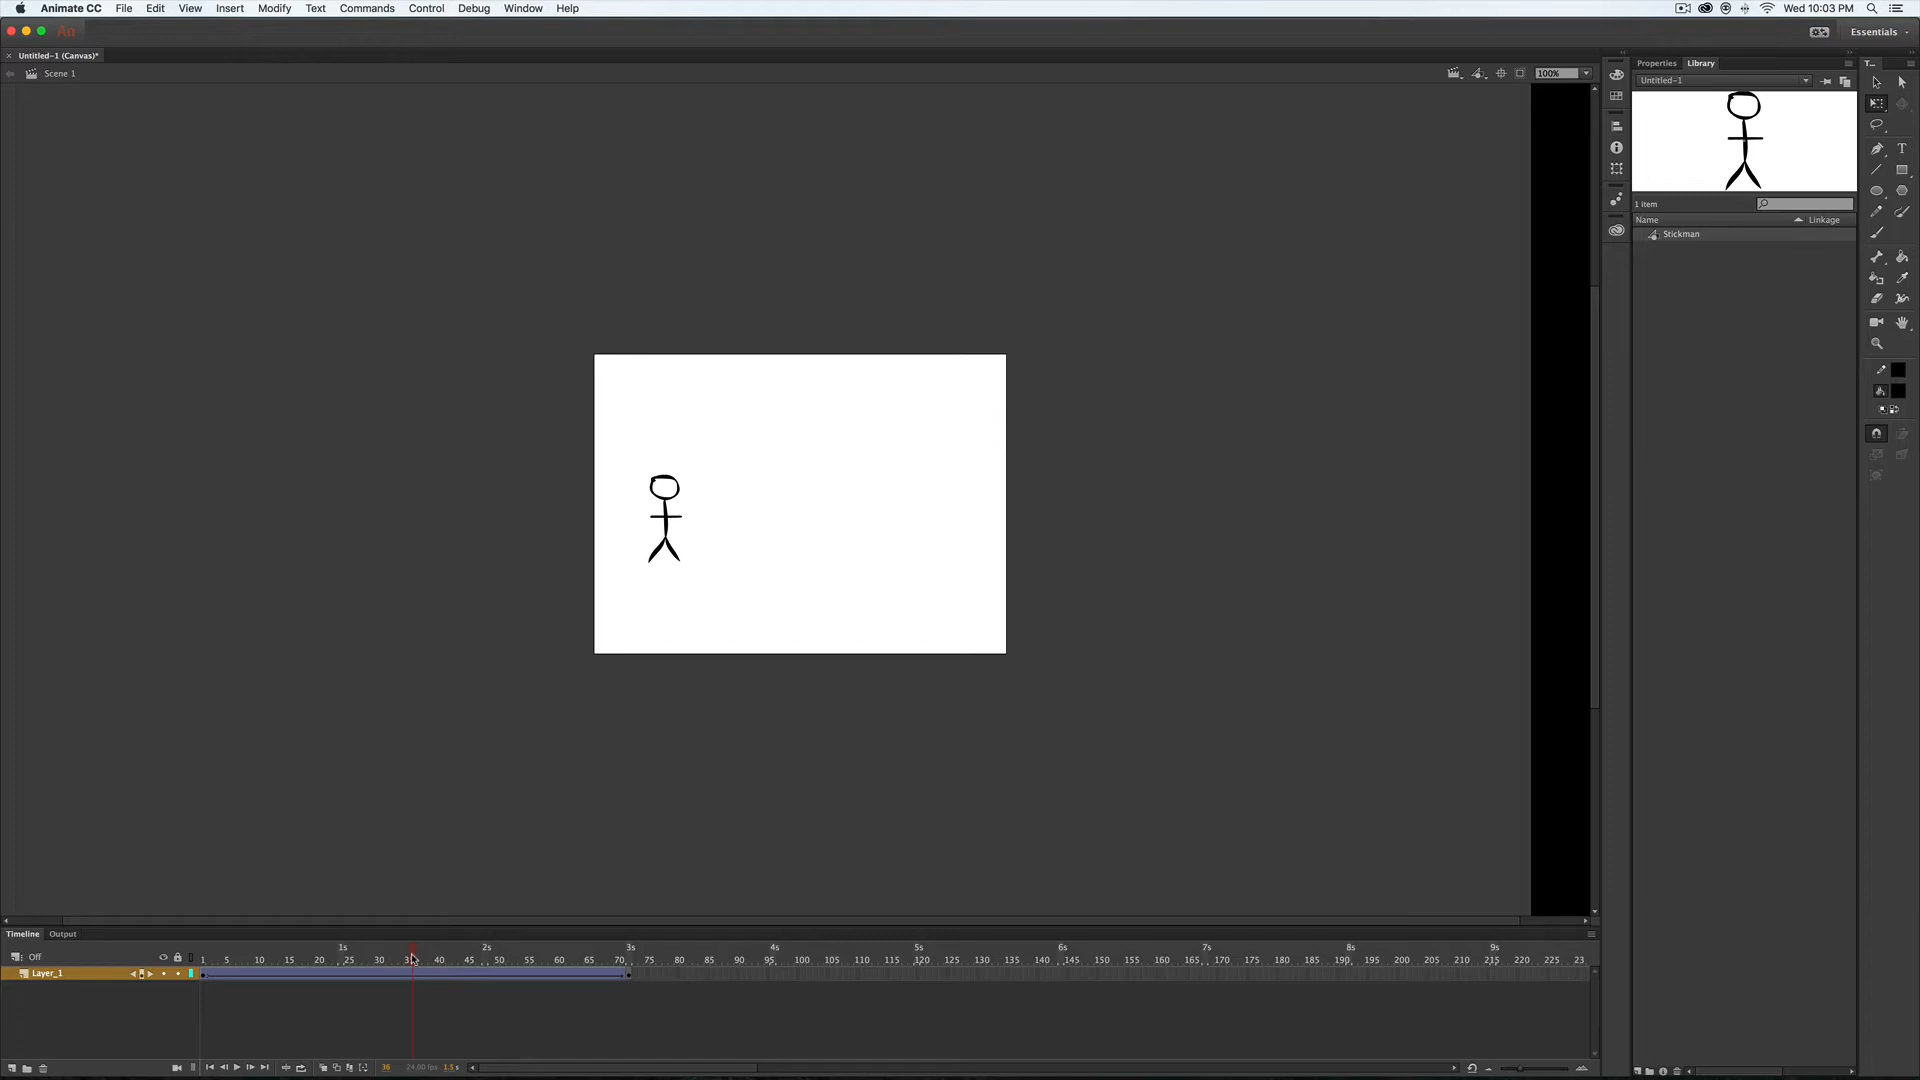 Animate CC File Edit View Insert Modify Text Commands Control Debug Window Help Wed 10:03 PM
An Essentials
Untitled-1 (Canvas)*
Scene 1 100%
Properties Library T...
Untitled-1
1 item
Name Linkage
Stickman
Timeline Output
1s 2s 3s 4s 5s 6s 7s 8s 9s
Off 1 5 10 15 20 25 30 40 45 50 55 60 65 70 75 80 85 90 95 100 105 110 115 120 125 130 135 140 145 150 155 160 165 170 175 180 185 190 195 200 205 210 215 220 225 23
Layer_1
36 24.00 fps 1.5 s